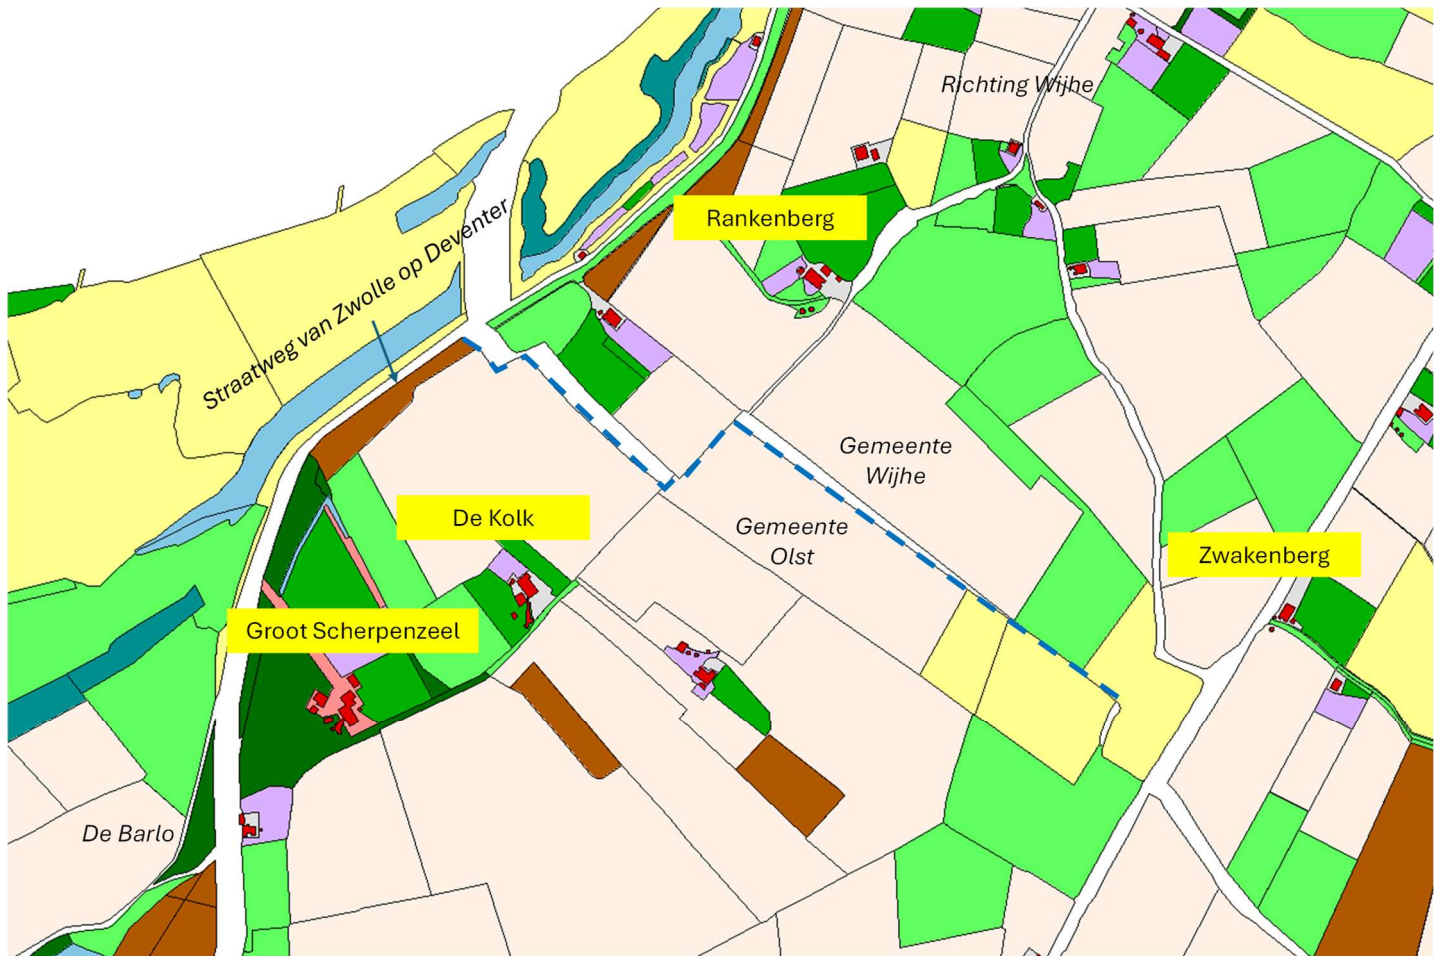 Richting Wijhe
Rankenberg
Straatweg van Zwolle op Deventer
Gemeente
Wijhe
De Kolk
Gemeente
Olst
Zwakenberg
Groot Scherpenzeel
De Barlo